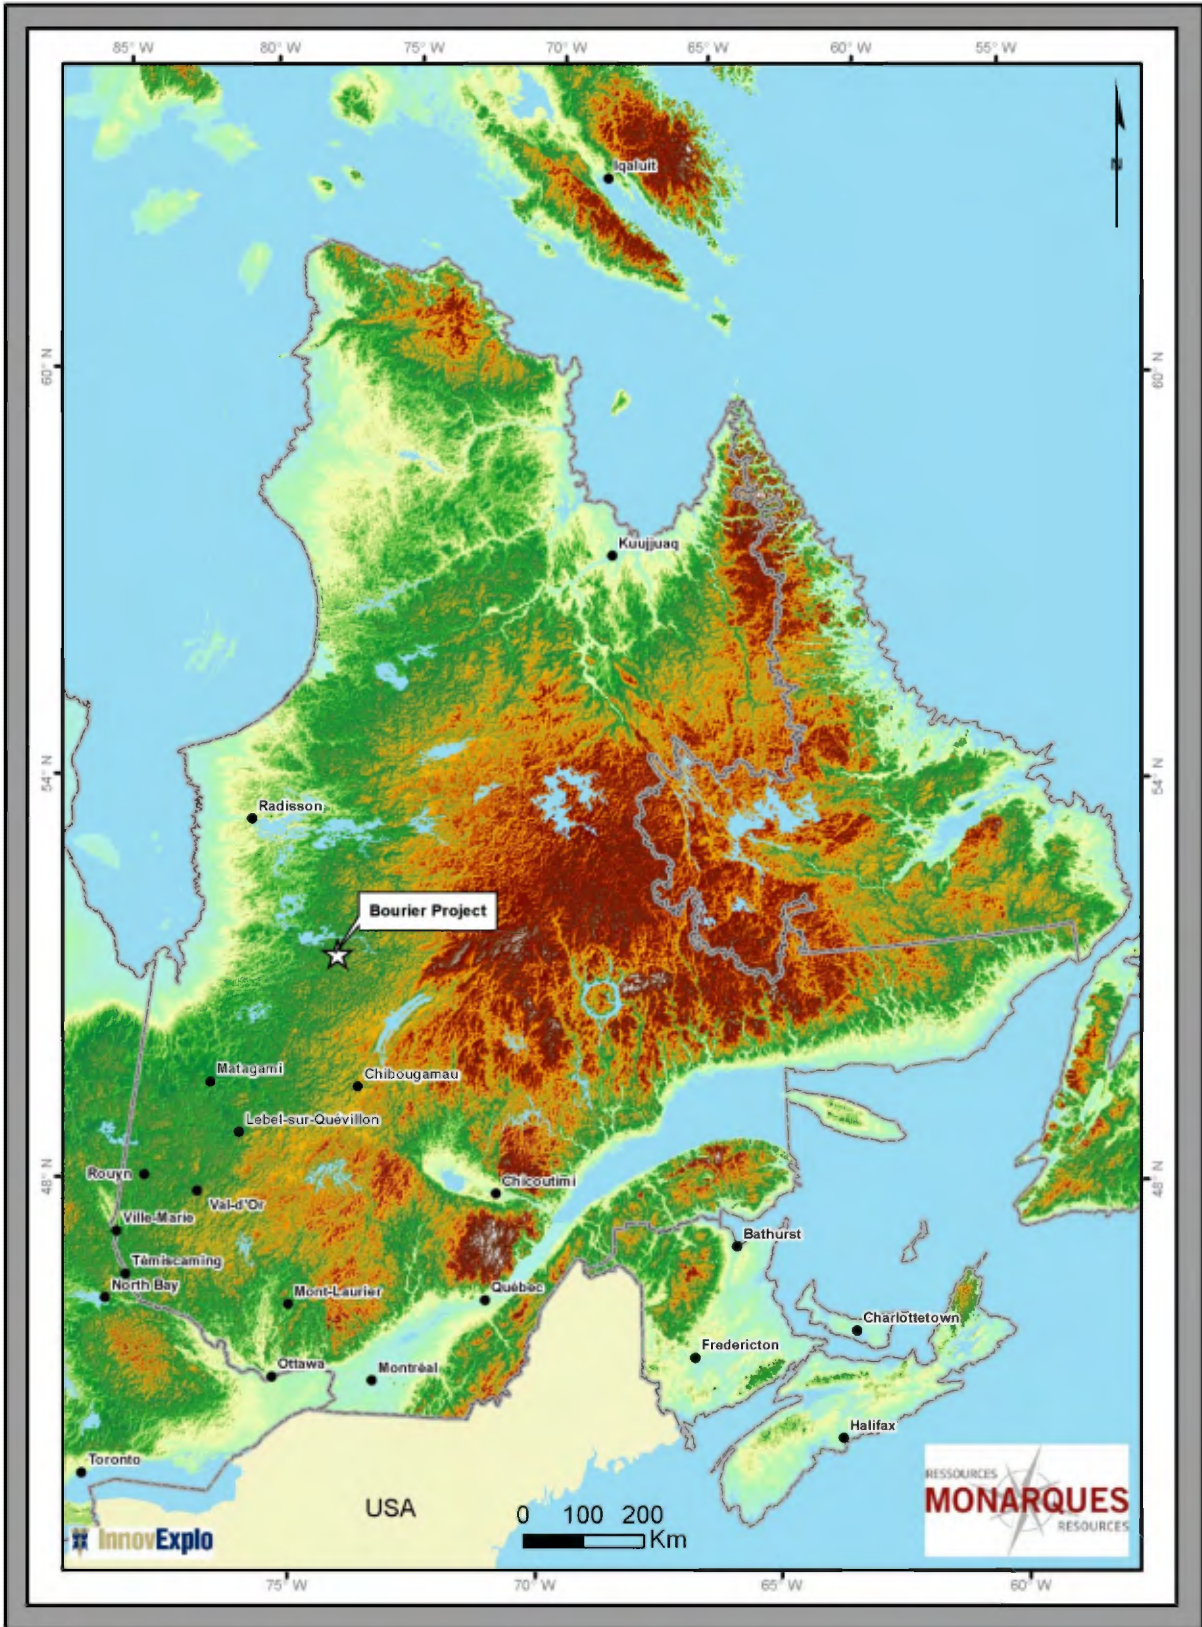 85° W 80° W 75° W 70° W 65° W 60° W 55° W
N
Iqaluit
60° N 60° N
Kuujjuaq
54° N 54° N
Radisson
Bourier Project
Matagami
Chibougamau
Lebel-sur-Quévillon
48° N 48° N
Rouyn
Chicoutimi
Val-d'Or
Ville-Marie
Bathurst
Témiscaming
North Bay
Mont-Laurier
Québec
Charlottetown
Fredericton
Ottawa
Montréal
Halifax
Toronto
RESSOURCES
MONARQUES
RESOURCES
USA
0 100 200
Km
InnovExplo
75° W 70° W 65° W 60° W